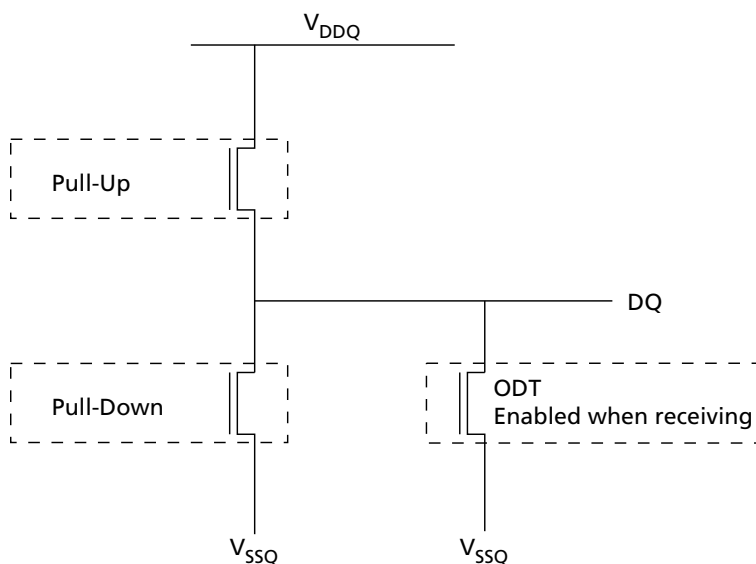 VDDQ
Pull-Up
DQ
Pull-Down
ODT
Enabled when receiving
VSSQ
VSSQ